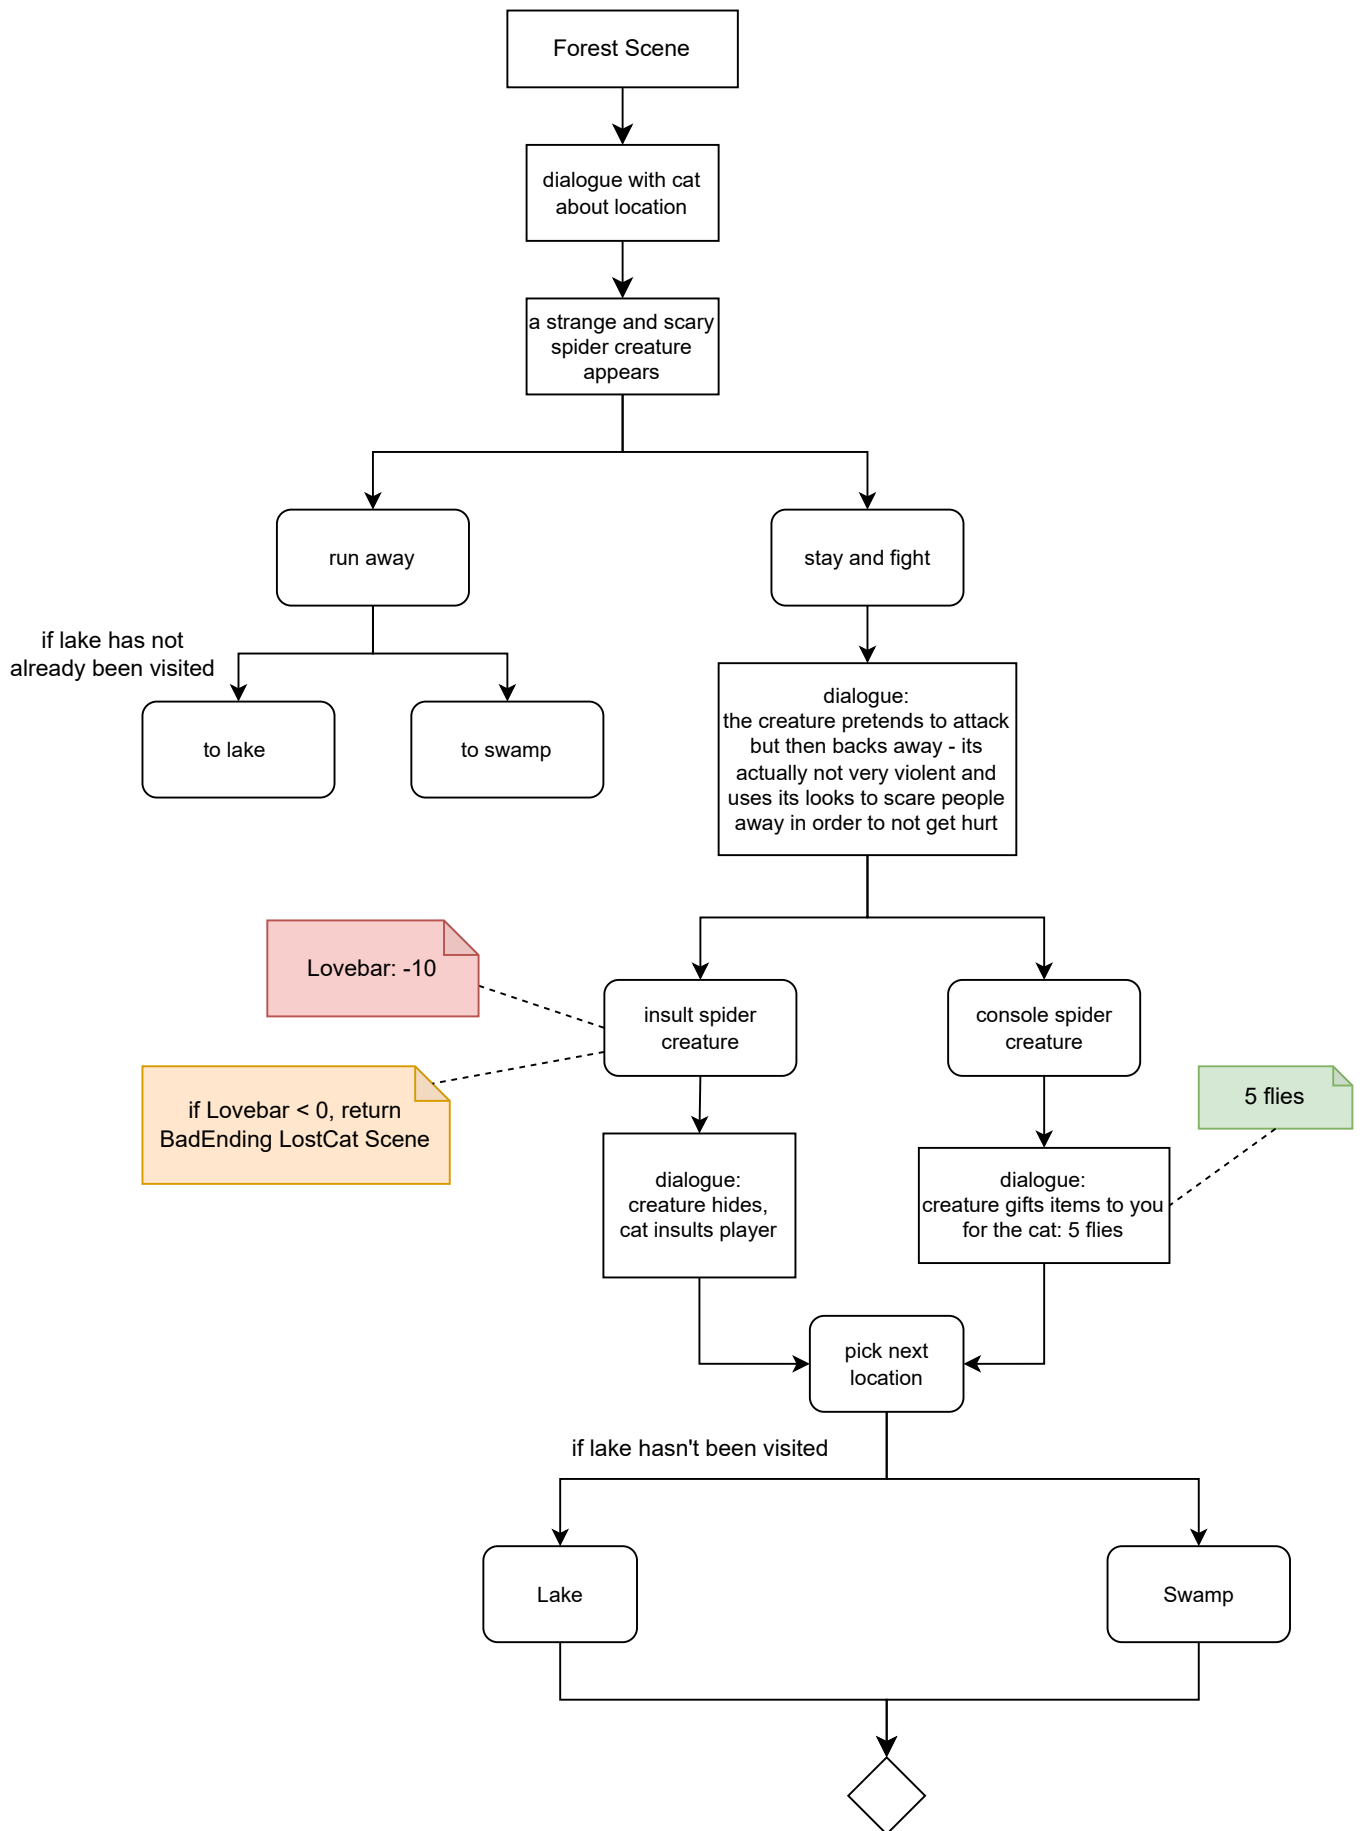 Forest Scene
dialogue with cat
about location
a strange and scary
spider creature
appears
run away
stay and fight
if lake has not
already been visited
to lake
to swamp
dialogue:
the creature pretends to attack
but then backs away - its
actually not very violent and
uses its looks to scare people
away in order to not get hurt
Lovebar: -10
insult spider
creature
console spider
creature
if Lovebar < 0, return
BadEnding LostCat Scene
5 flies
dialogue:
creature hides,
cat insults player
dialogue:
creature gifts items to you
for the cat: 5 flies
pick next
location
if lake hasn't been visited
Lake
Swamp